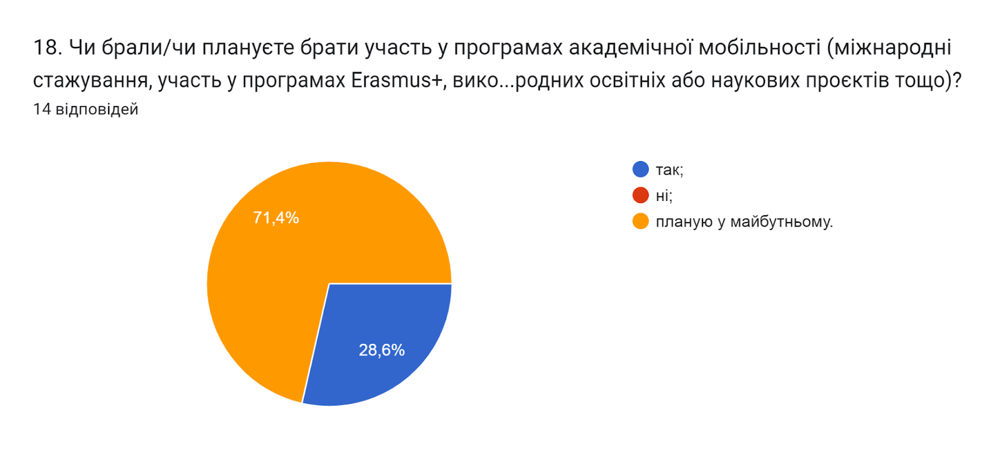 18. Чи брали/чи плануєте брати участь у програмах академічної мобільності (міжнародні
стажування, участь у програмах Erasmus+, вико...родних освітніх або наукових проєктів тощо)?
14 відповідей
так;
ні;
планую у майбутньому.
71,4%
28,6%